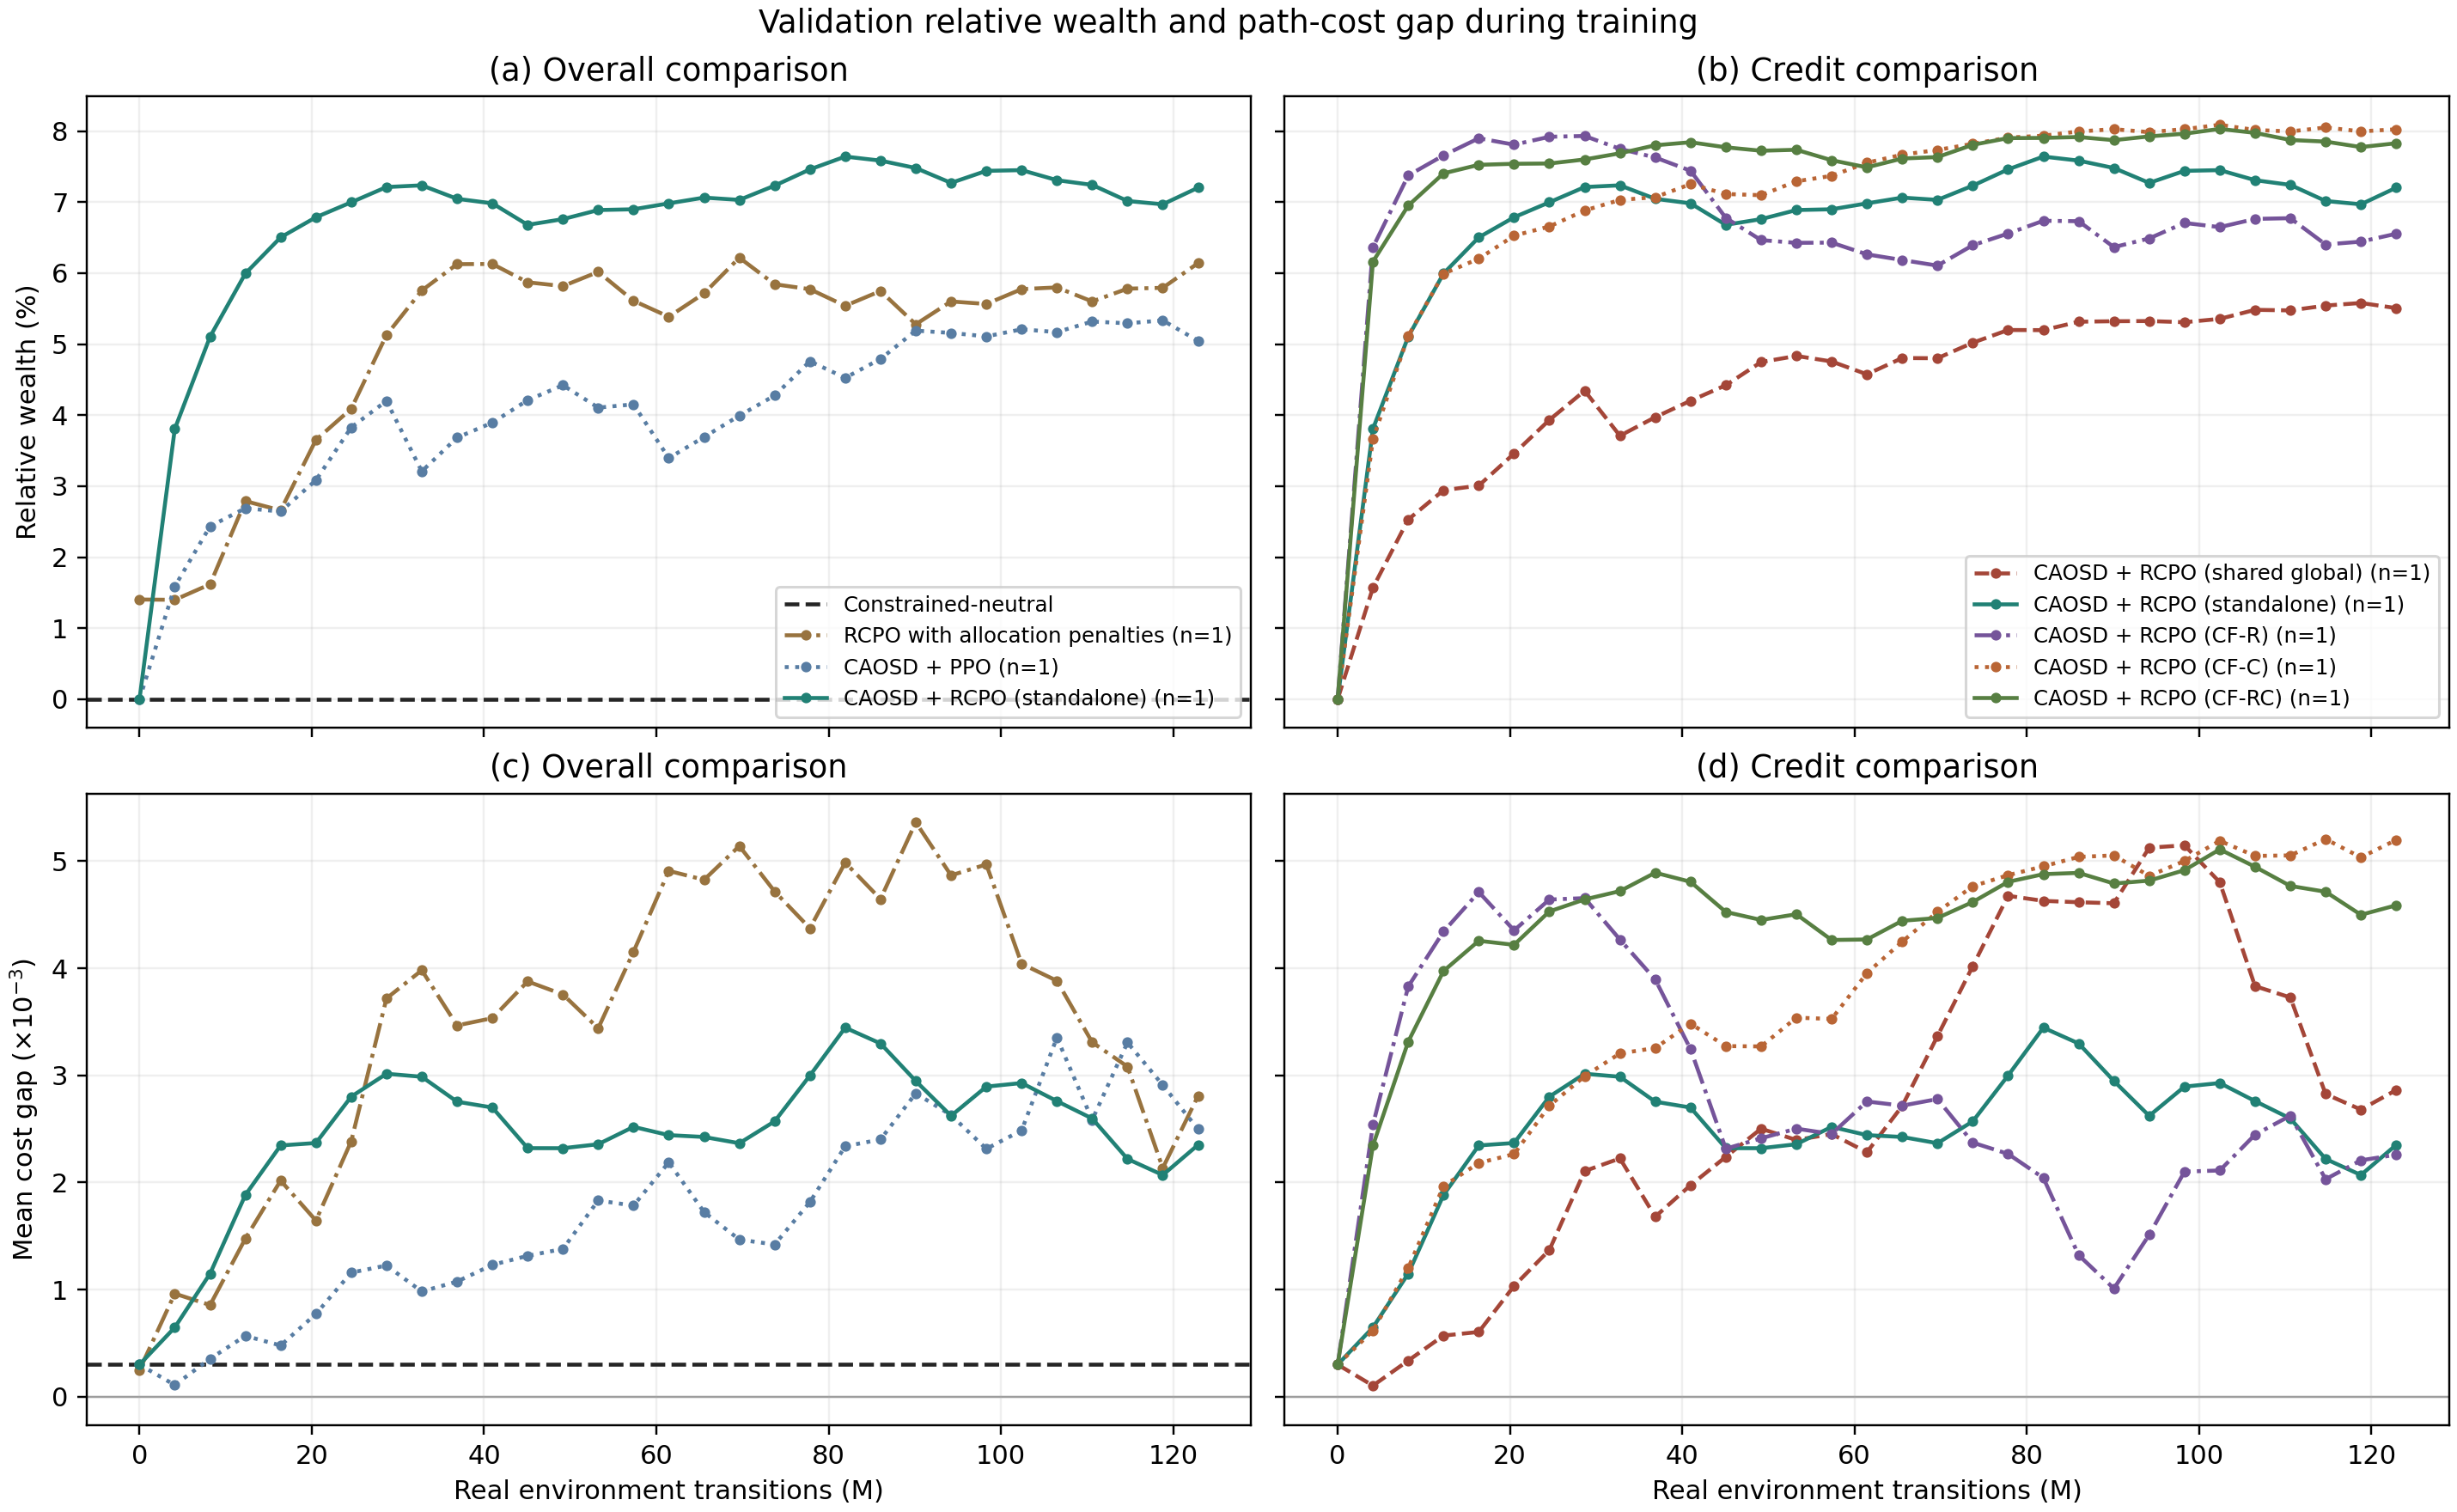 Validation relative wealth and path-cost gap during training
(a) Overall comparison
Relative wealth (%)
8
7
6
5
4
3
2
1
0
Constrained-neutral
RCPO with allocation penalties (n=1)
CAOSD + PPO (n=1)
CAOSD + RCPO (standalone) (n=1)
(b) Credit comparison
CAOSD + RCPO (shared global) (n=1)
CAOSD + RCPO (standalone) (n=1)
CAOSD + RCPO (CF-R) (n=1)
CAOSD + RCPO (CF-C) (n=1)
CAOSD + RCPO (CF-RC) (n=1)
(c) Overall comparison
Mean cost gap (×10⁻³)
5
4
3
2
1
0
0 20 40 60 80 100 120
Real environment transitions (M)
(d) Credit comparison
0 20 40 60 80 100 120
Real environment transitions (M)